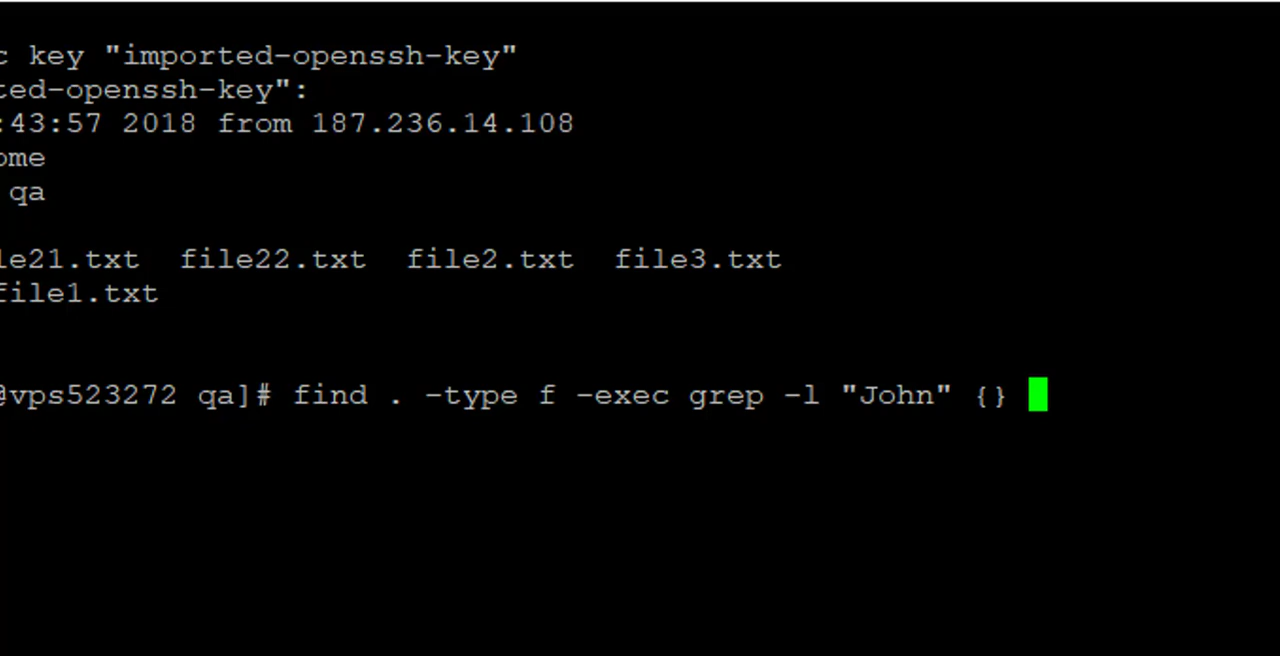 c key "imported-openssh-key"
ted-openssh-key":
:43:57 2018 from 187.236.14.108
ome
qa
le21.txt  file22.txt  file2.txt  file3.txt
file1.txt
@vps523272 qa]# find . -type f -exec grep -l "John" {}